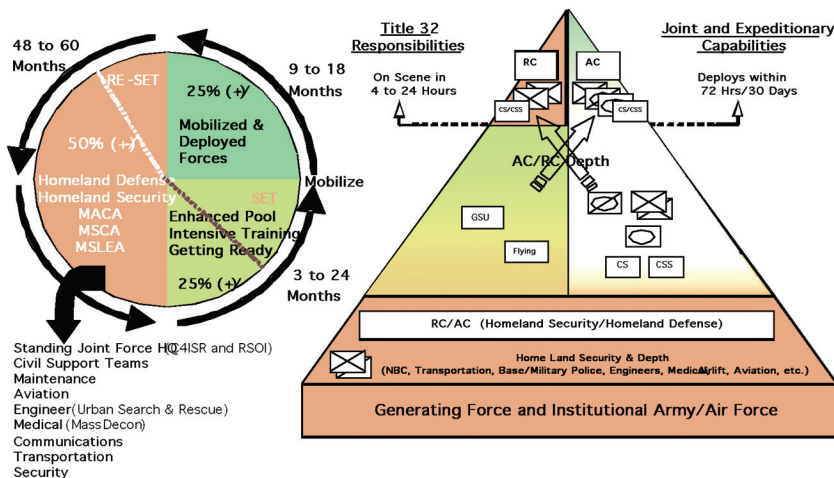 48 to 60
Months
RE-SET
25% (+)
9 to 18
Months
Mobilized &
Deployed
Forces
50% (+)
Homeland Defense
Homeland Security
MACA
MSCA
MSLEA
Mobilize
SET
Enhanced Pool
Intensive Training
Getting Ready
25% (+)
3 to 24
Months
Standing Joint Force HQ (C4ISR and RSOI)
Civil Support Teams
Maintenance
Aviation
Engineer (Urban Search & Rescue)
Medical (Mass Decon)
Communications
Transportation
Security
Title 32
Responsibilities
On Scene in
4 to 24 Hours
Joint and Expeditionary
Capabilities
Deploys within
72 Hrs/30 Days
RC
AC
CS/CSS
CS/CSS
AC/RC Depth
GSU
Flying
CS
CSS
RC/AC (Homeland Security/Homeland Defense)
Home Land Security & Depth
(NBC, Transportation, Base/Military Police, Engineers, Medical, Airlift, Aviation, etc.)
Generating Force and Institutional Army/Air Force